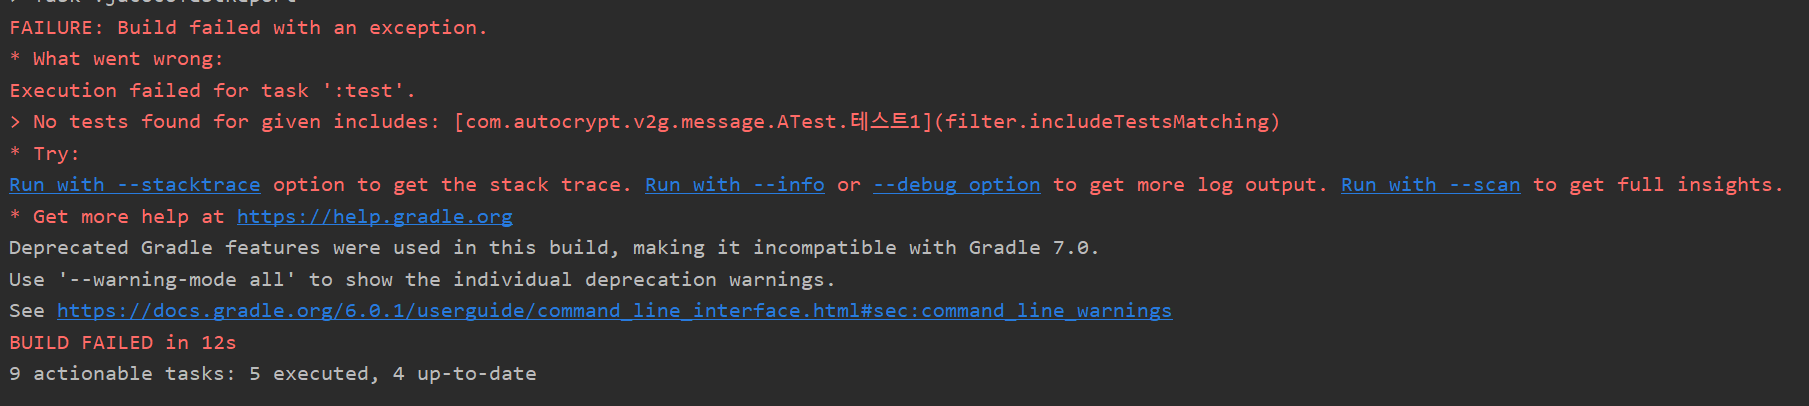 > Task :jacocoTestReport
FAILURE: Build failed with an exception.
* What went wrong:
Execution failed for task ':test'.
> No tests found for given includes: [com.autocrypt.v2g.message.ATest.테스트1](filter.includeTestsMatching)
* Try:
Run with --stacktrace option to get the stack trace. Run with --info or --debug option to get more log output. Run with --scan to get full insights.
* Get more help at https://help.gradle.org
Deprecated Gradle features were used in this build, making it incompatible with Gradle 7.0.
Use '--warning-mode all' to show the individual deprecation warnings.
See https://docs.gradle.org/6.0.1/userguide/command_line_interface.html#sec:command_line_warnings
BUILD FAILED in 12s
9 actionable tasks: 5 executed, 4 up-to-date